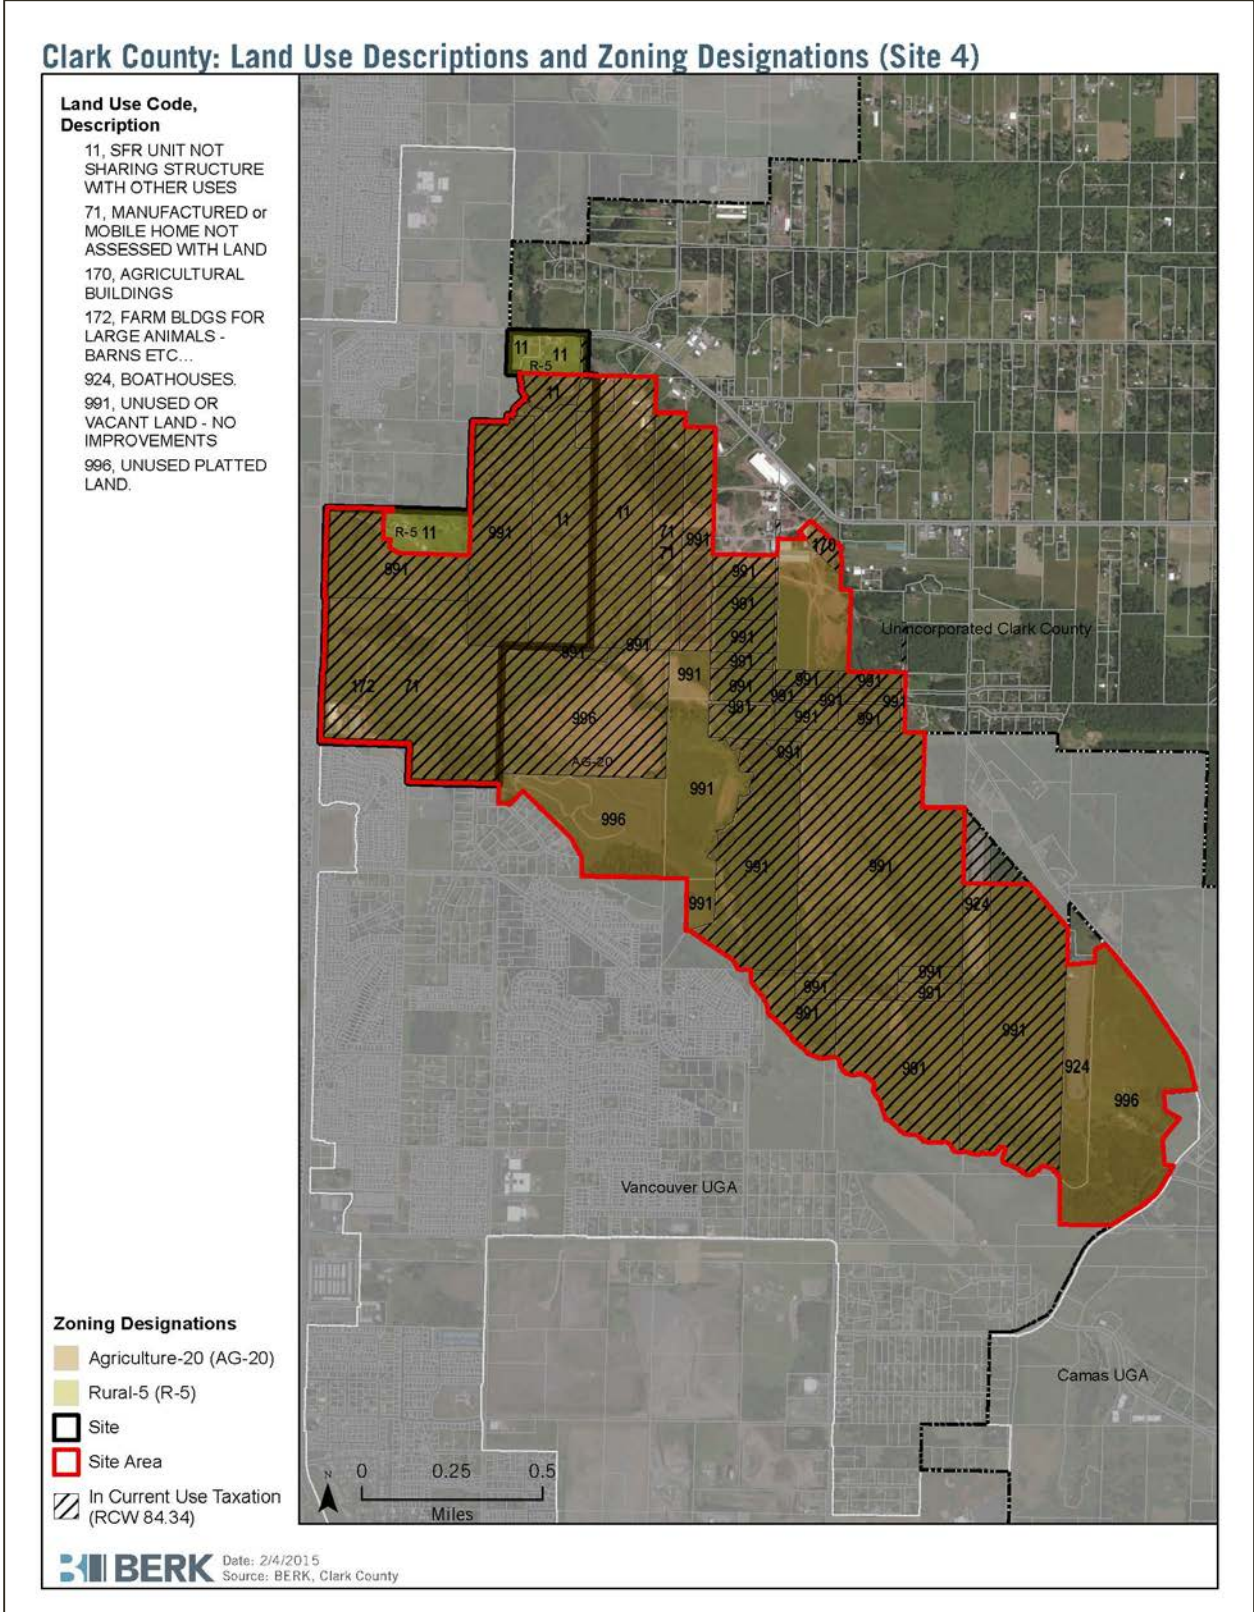 Clark County: Land Use Descriptions and Zoning Designations (Site 4)
Land Use Code,
Description
11, SFR UNIT NOT
SHARING STRUCTURE
WITH OTHER USES
71, MANUFACTURED or
MOBILE HOME NOT
ASSESSED WITH LAND
170, AGRICULTURAL
BUILDINGS
172, FARM BLDGS FOR
LARGE ANIMALS -
BARNS ETC...
924, BOATHOUSES.
991, UNUSED OR
VACANT LAND - NO
IMPROVEMENTS
996, UNUSED PLATTED
LAND.
11
11
R-5
11
R-5 11
991
11
11
71
991
71
170
991
991
991
991
Unincorporated Clark County
991
991
991
991
991
991
172
71
991
991
991
991
991
991
996
991
991
991
AG-20
991
996
991
991
991
924
991
991
991
991
991
991
924
991
996
Vancouver UGA
Camas UGA
Zoning Designations
Agriculture-20 (AG-20)
Rural-5 (R-5)
Site
Site Area
In Current Use Taxation
(RCW 84.34)
N
0 0.25 0.5
Miles
BERK
Date: 2/4/2015
Source: BERK, Clark County